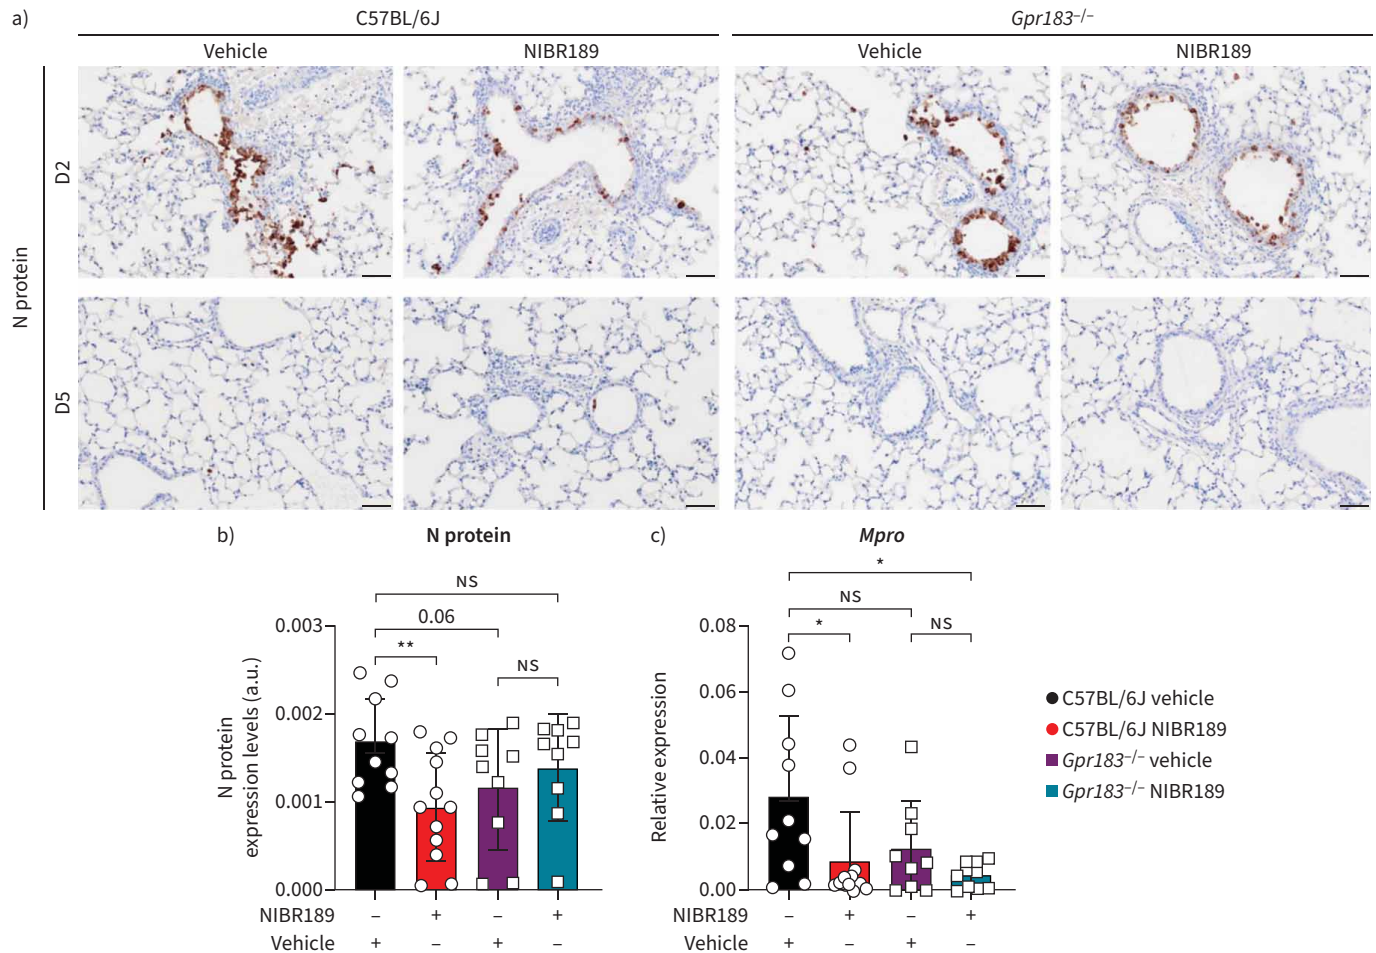 a)
C57BL/6J
Gpr183–/–
Vehicle
NIBR189
Vehicle
NIBR189
N protein
D2
D5
b)
N protein
NS
0.06
**
NS
N protein
expression levels (a.u.)
0.003
0.002
0.001
0.000
NIBR189 – + – +
Vehicle + – + –
c)
Mpro
*
NS
*
NS
Relative expression
0.08
0.06
0.04
0.02
0.00
NIBR189 – + – +
Vehicle + – + –
C57BL/6J vehicle
C57BL/6J NIBR189
Gpr183–/– vehicle
Gpr183–/– NIBR189